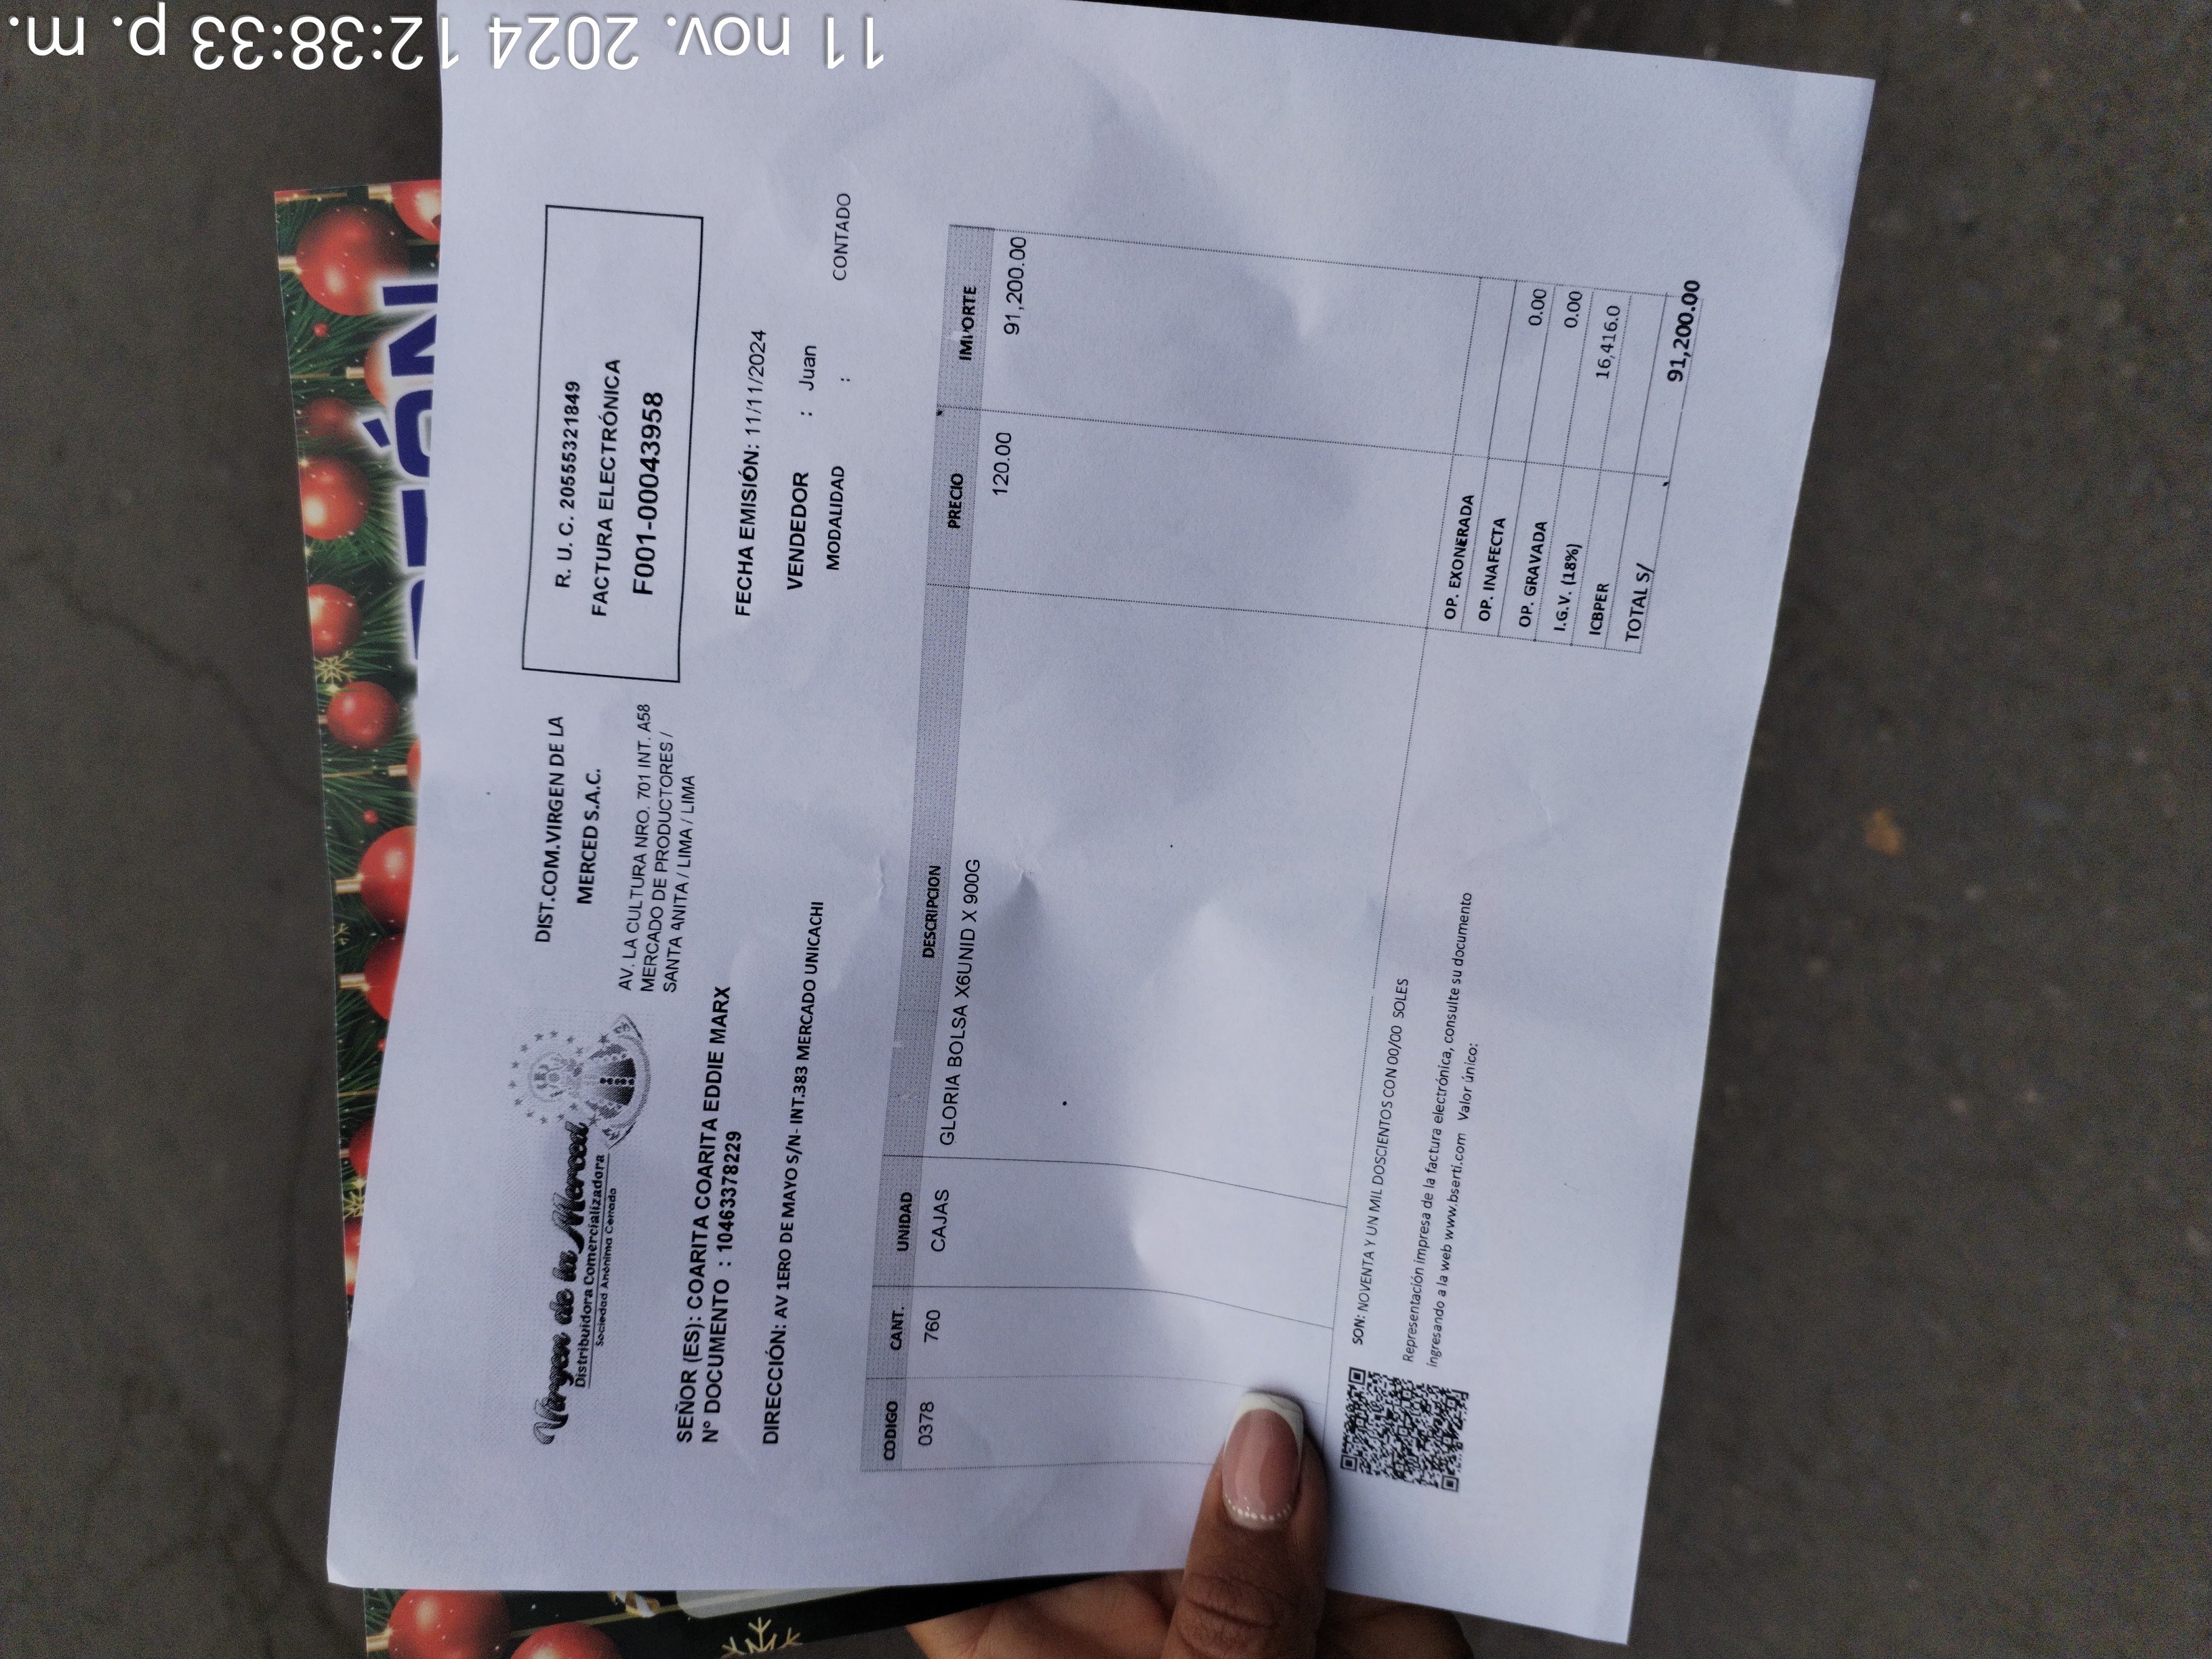 Virgen de la Merced
Distribuidora Comercializadora
Sociedad Anónima Cerrada
DIST.COM.VIRGEN DE LA
MERCED S.A.C.
AV. LA CULTURA NRO. 701 INT. A58
MERCADO DE PRODUCTORES /
SANTA ANITA / LIMA / LIMA
R. U. C. 20555321849
FACTURA ELECTRÓNICA
F001-00043958
SEÑOR (ES): COARITA COARITA EDDIE MARX
N° DOCUMENTO : 10463378229
DIRECCIÓN: AV 1ERO DE MAYO S/N- INT.383 MERCADO UNICACHI
FECHA EMISIÓN: 11/11/2024
VENDEDOR : Juan
MODALIDAD : CONTADO
CODIGO CANT. UNIDAD DESCRIPCION PRECIO IMPORTE
0378 760 CAJAS GLORIA BOLSA X6UNID X 900G 120.00 91,200.00
SON: NOVENTA Y UN MIL DOSCIENTOS CON 00/00 SOLES
Representación impresa de la factura electrónica, consulte su documento
ingresando a la web www.bserti.com Valor único:
OP. EXONERADA
OP. INAFECTA
OP. GRAVADA 0.00
I.G.V. (18%) 0.00
ICBPER 16,416.0
TOTAL S/ 91,200.00
11 nov. 2024 12:38:33 p. m.